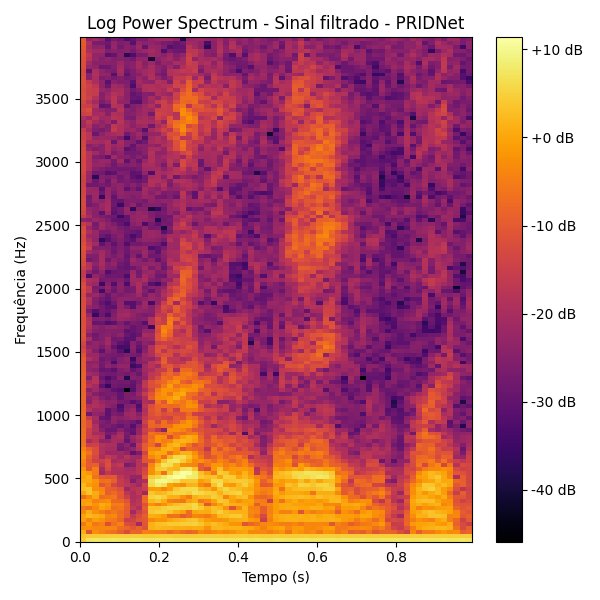 Log Power Spectrum - Sinal filtrado - PRIDNet
Frequência (Hz)
3500
3000
2500
2000
1500
1000
500
0
0.0 0.2 0.4 0.6 0.8
Tempo (s)
+10 dB
+0 dB
-10 dB
-20 dB
-30 dB
-40 dB